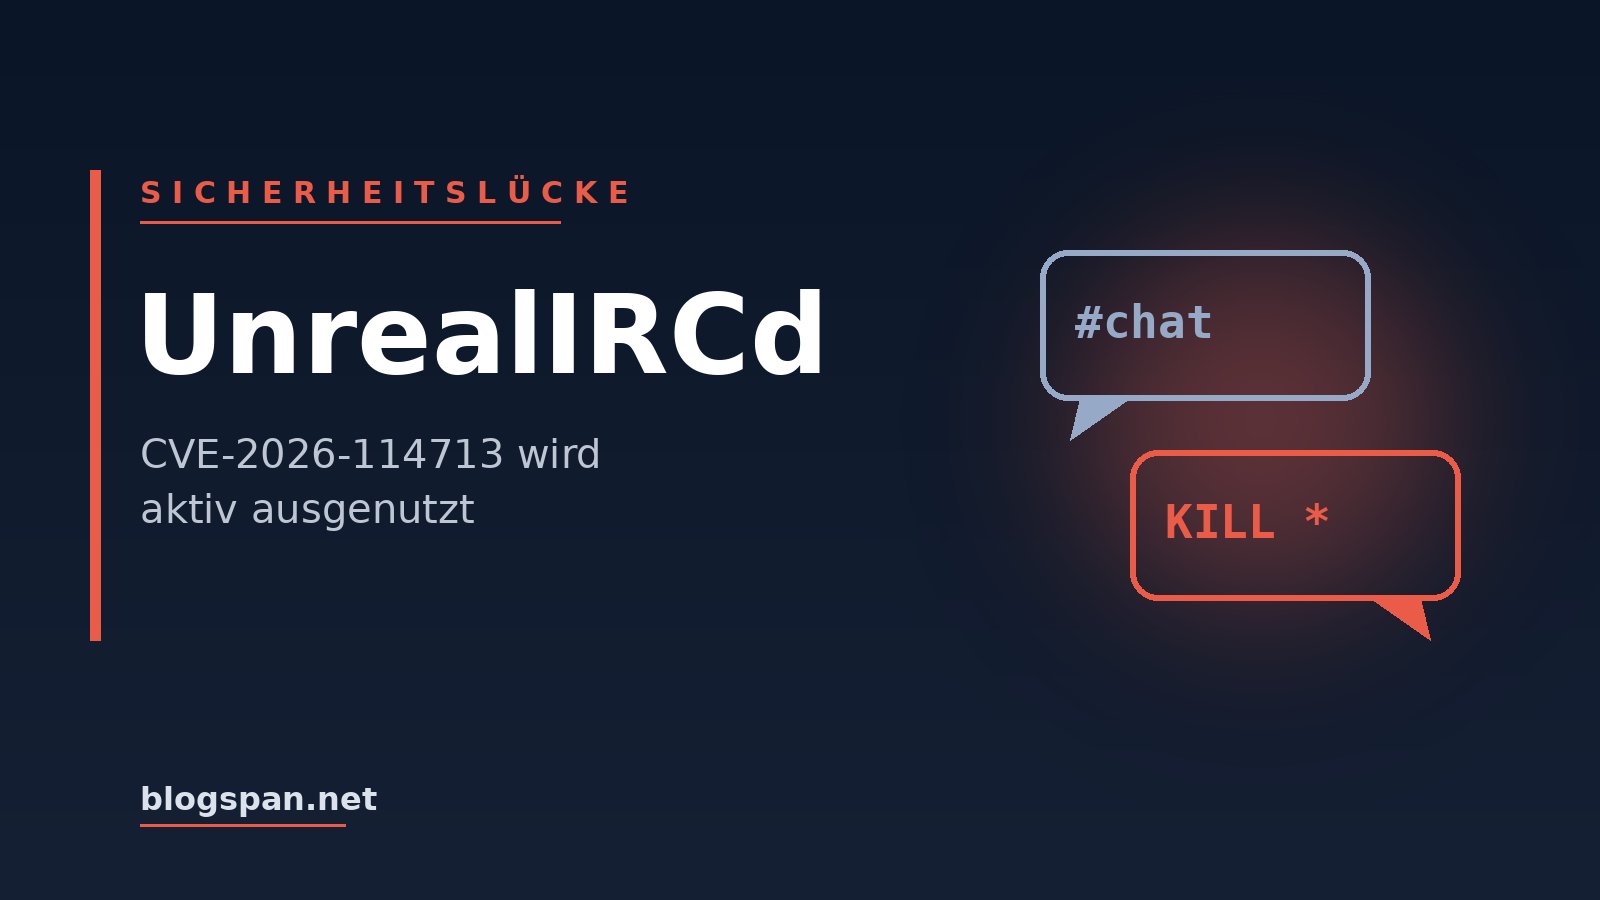 SICHERHEITSLÜCKE
UnrealIRCd
CVE-2026-114713 wird
aktiv ausgenutzt
#chat
KILL *
blogspan.net